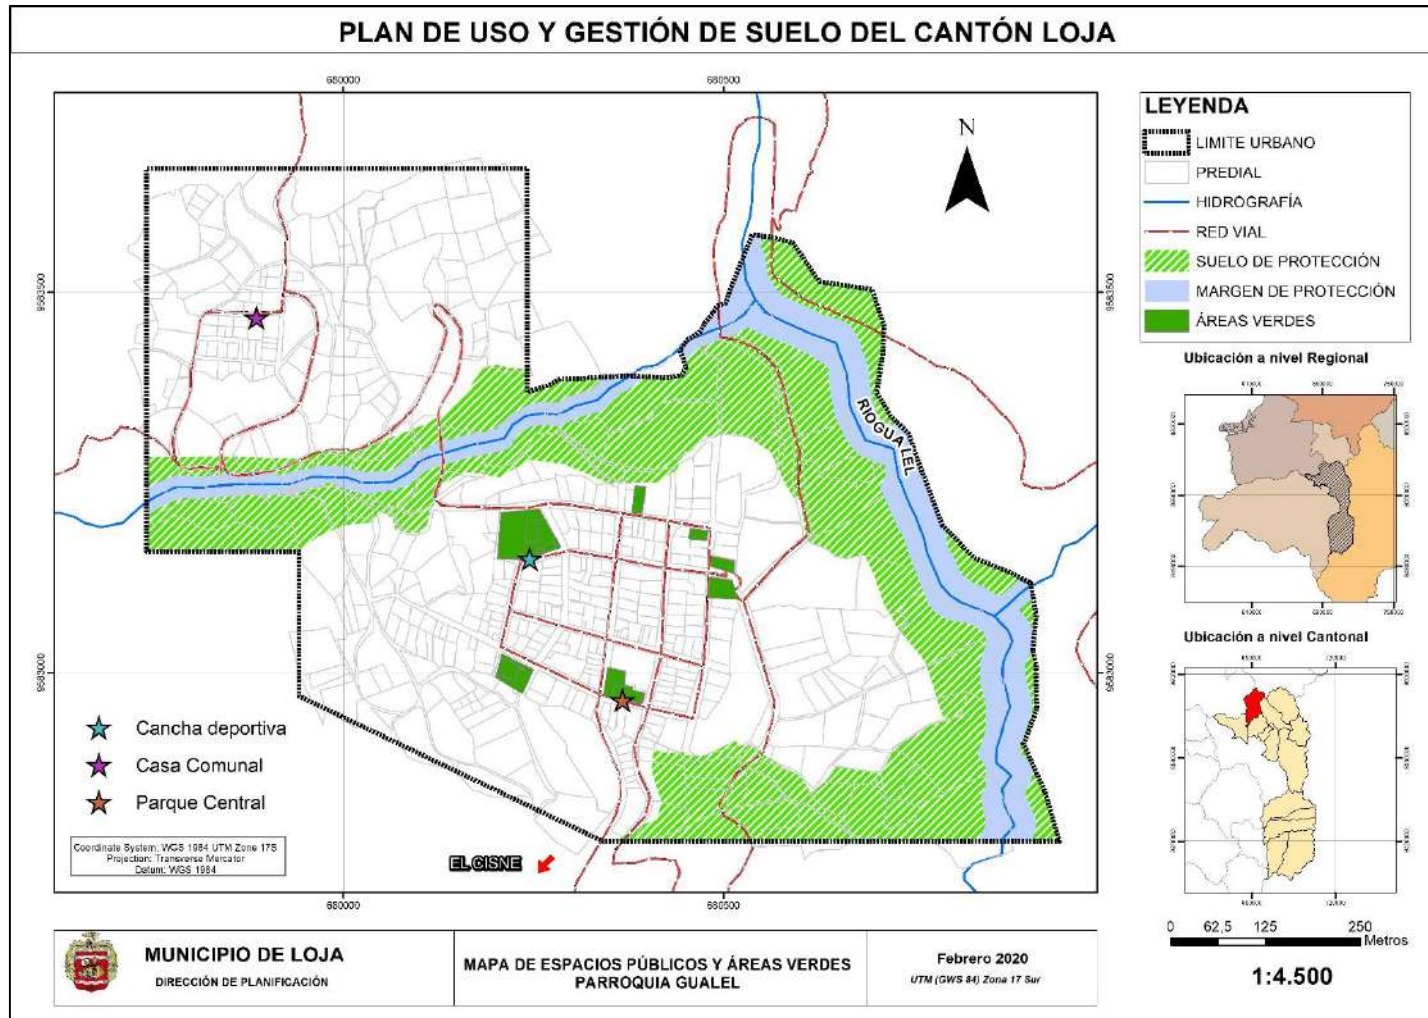 PLAN DE USO Y GESTIÓN DE SUELO DEL CANTÓN LOJA
680000
680500
N
9583500
9583500
RIO GUALEL
9583000
9583000
Cancha deportiva
Casa Comunal
Parque Central
Coordinate System: WGS 1984 UTM Zone 17S
Projection: Transverse Mercator
Datum: WGS 1984
EL CISNE
680000
680500
LEYENDA
LIMITE URBANO
PREDIAL
HIDROGRAFÍA
RED VIAL
SUELO DE PROTECCIÓN
MARGEN DE PROTECCIÓN
ÁREAS VERDES
Ubicación a nivel Regional
Ubicación a nivel Cantonal
0 62,5 125 250
Metros
1:4.500
MUNICIPIO DE LOJA
DIRECCIÓN DE PLANIFICACIÓN
MAPA DE ESPACIOS PÚBLICOS Y ÁREAS VERDES
PARROQUIA GUALEL
Febrero 2020
UTM (GWS 84) Zona 17 Sur